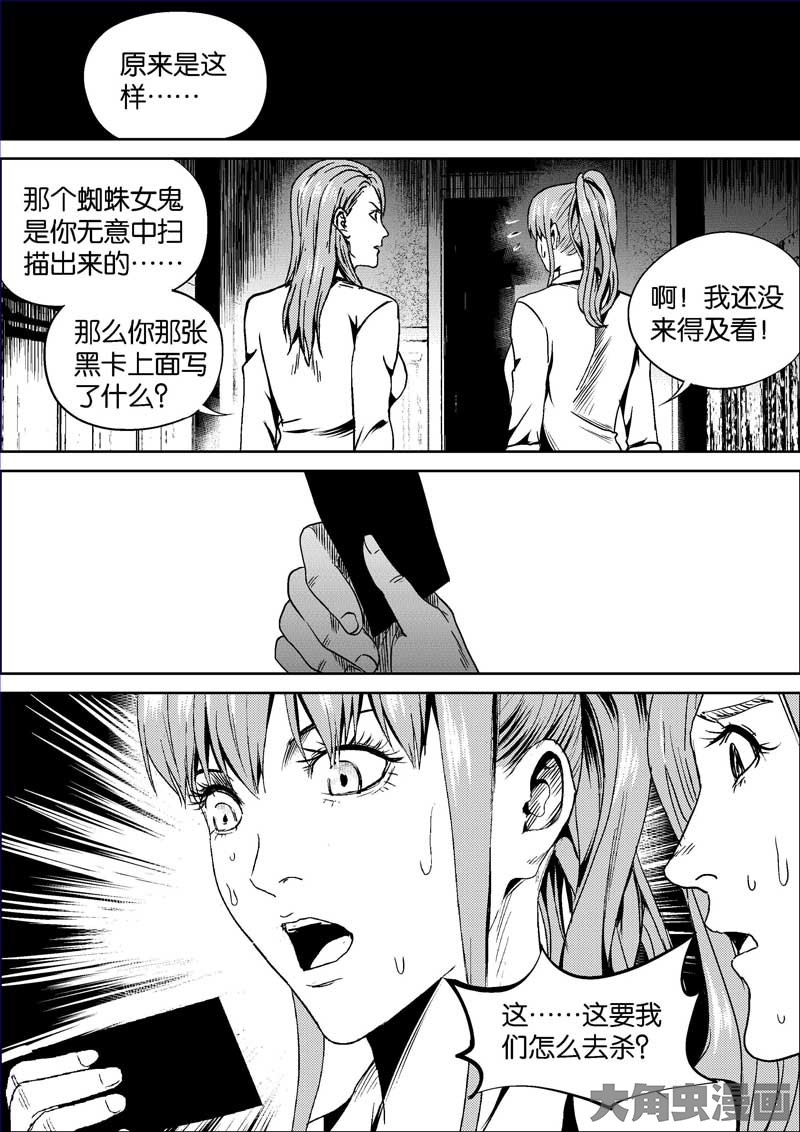 原来是这
样……
那个蜘蛛女鬼
是你无意中扫
描出来的……
那么你那张
黑卡上面写
了什么？
啊！我还没
来得及看！
这……这要我
们怎么去杀？
大角虫漫画